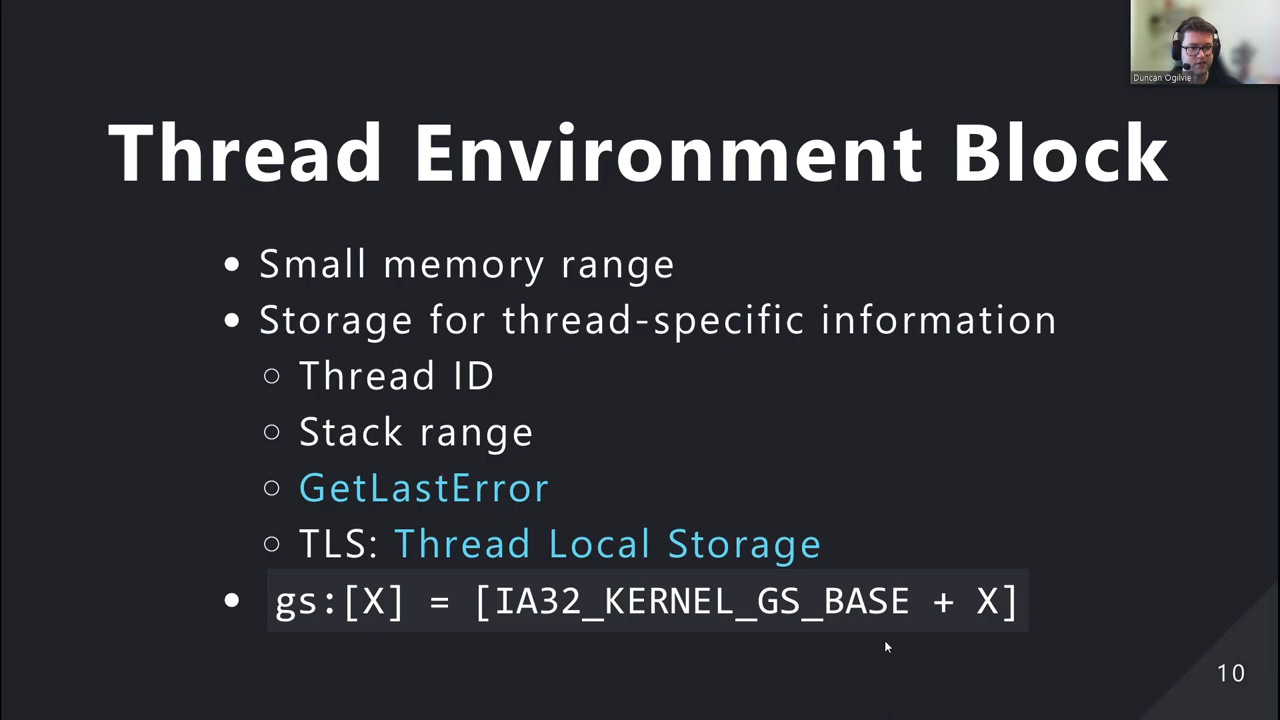 Duncan Ogilvie
Thread Environment Block
• Small memory range
• Storage for thread-specific information
○ Thread ID
○ Stack range
○ GetLastError
○ TLS: Thread Local Storage
• gs:[X] = [IA32_KERNEL_GS_BASE + X]
10